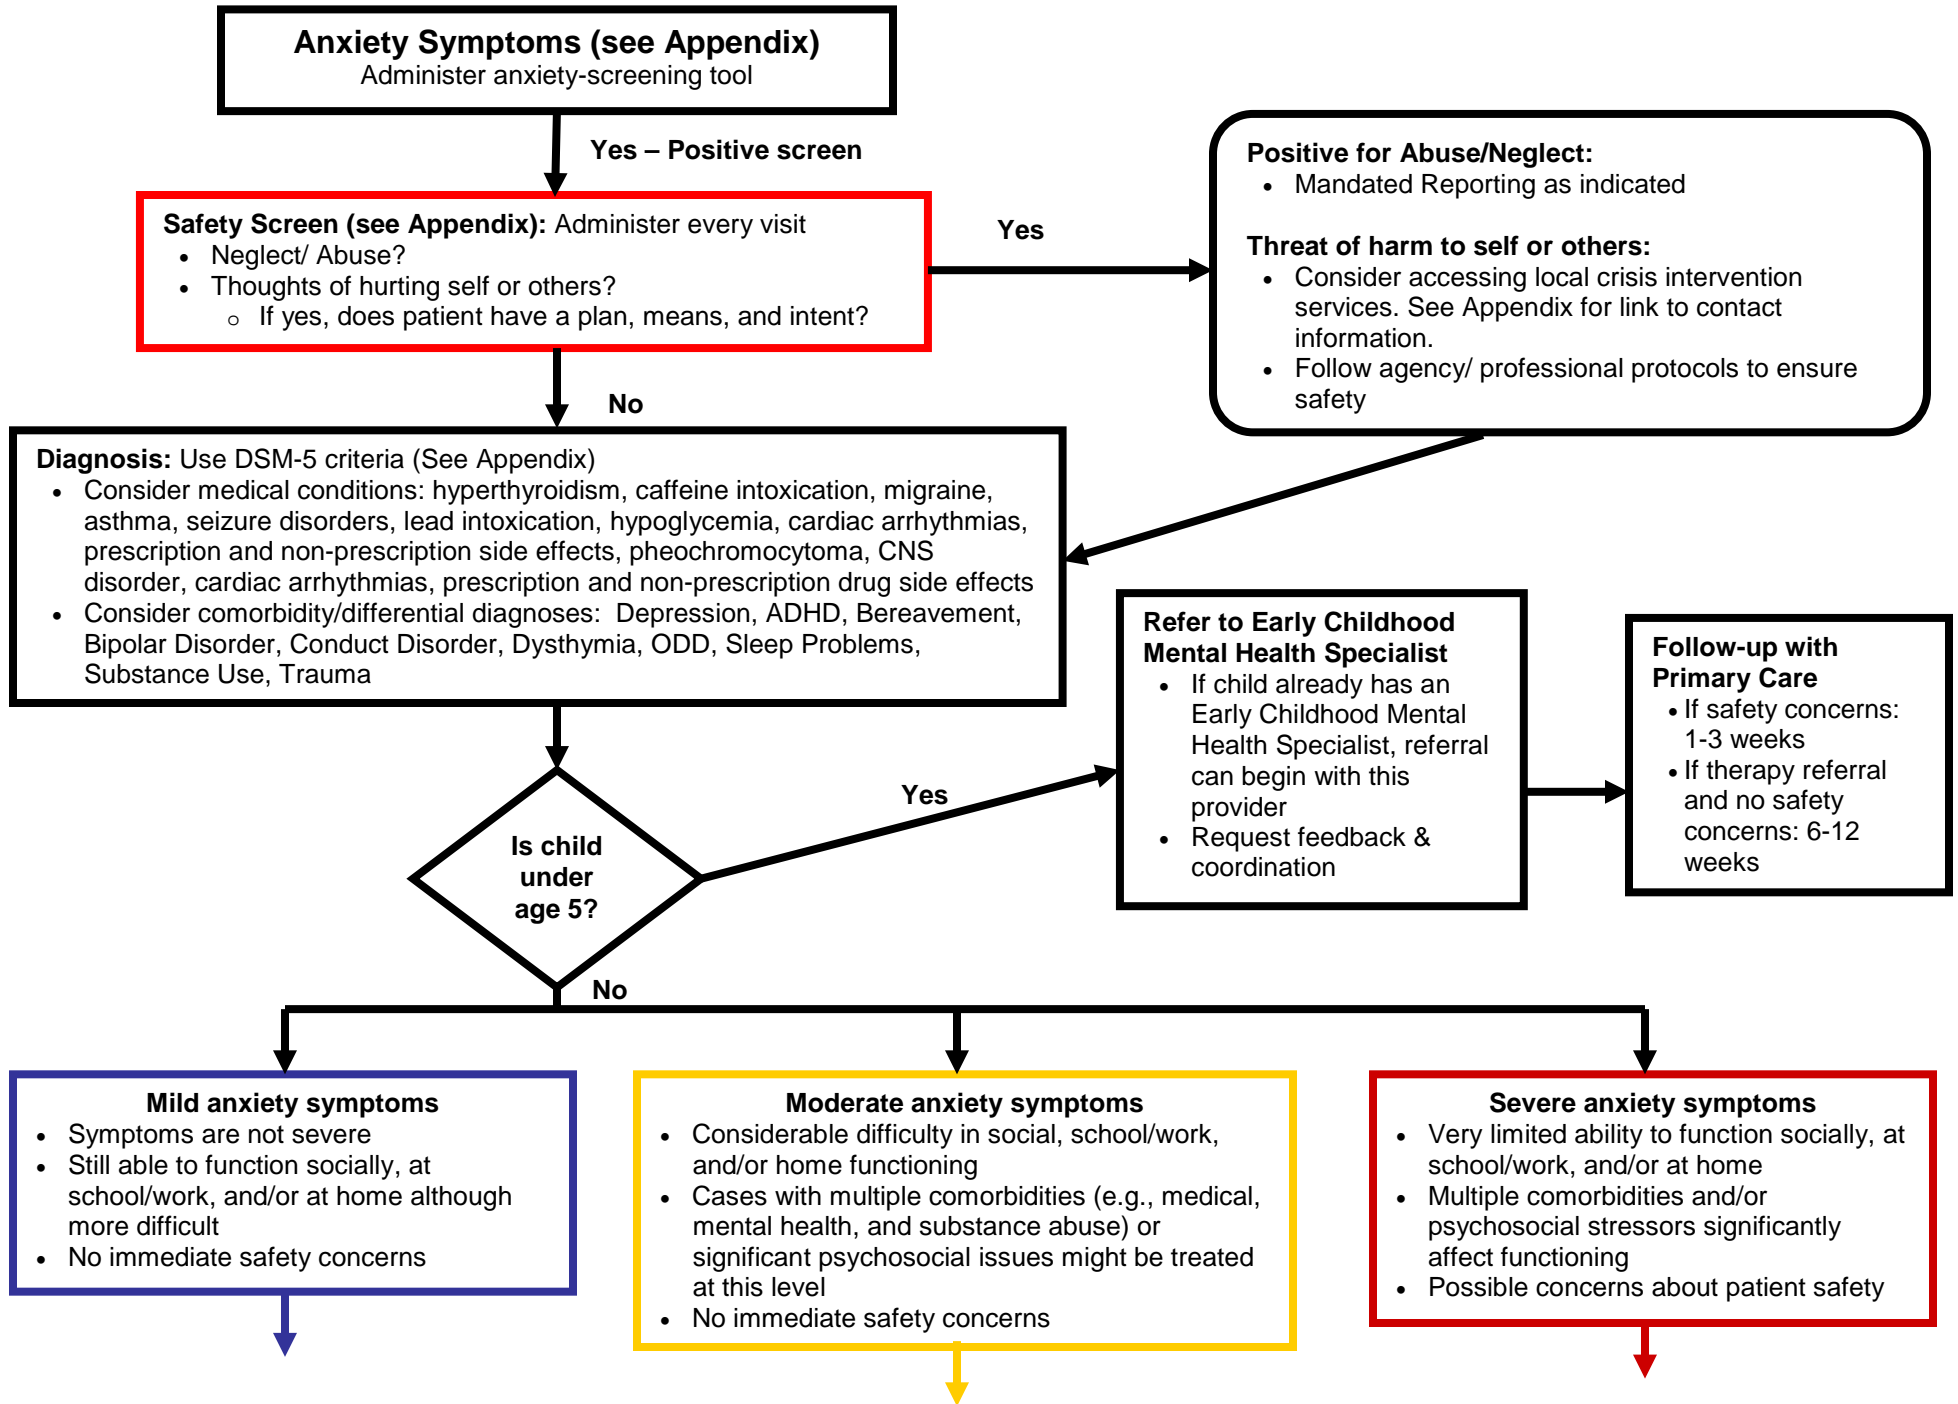 Anxiety Symptoms (see Appendix)
Administer anxiety-screening tool
Yes – Positive screen
Safety Screen (see Appendix): Administer every visit
• Neglect/ Abuse?
• Thoughts of hurting self or others?
o If yes, does patient have a plan, means, and intent?
Yes
Positive for Abuse/Neglect:
• Mandated Reporting as indicated
Threat of harm to self or others:
• Consider accessing local crisis intervention
services. See Appendix for link to contact
information.
• Follow agency/ professional protocols to ensure
safety
No
Diagnosis: Use DSM-5 criteria (See Appendix)
• Consider medical conditions: hyperthyroidism, caffeine intoxication, migraine,
asthma, seizure disorders, lead intoxication, hypoglycemia, cardiac arrhythmias,
prescription and non-prescription side effects, pheochromocytoma, CNS
disorder, cardiac arrhythmias, prescription and non-prescription drug side effects
• Consider comorbidity/differential diagnoses: Depression, ADHD, Bereavement,
Bipolar Disorder, Conduct Disorder, Dysthymia, ODD, Sleep Problems,
Substance Use, Trauma
Is child
under
age 5?
Yes
Refer to Early Childhood
Mental Health Specialist
• If child already has an
Early Childhood Mental
Health Specialist, referral
can begin with this
provider
• Request feedback &
coordination
Follow-up with
Primary Care
• If safety concerns:
1-3 weeks
• If therapy referral
and no safety
concerns: 6-12
weeks
No
Mild anxiety symptoms
• Symptoms are not severe
• Still able to function socially, at
school/work, and/or at home although
more difficult
• No immediate safety concerns
Moderate anxiety symptoms
• Considerable difficulty in social, school/work,
and/or home functioning
• Cases with multiple comorbidities (e.g., medical,
mental health, and substance abuse) or
significant psychosocial issues might be treated
at this level
• No immediate safety concerns
Severe anxiety symptoms
• Very limited ability to function socially, at
school/work, and/or at home
• Multiple comorbidities and/or
psychosocial stressors significantly
affect functioning
• Possible concerns about patient safety